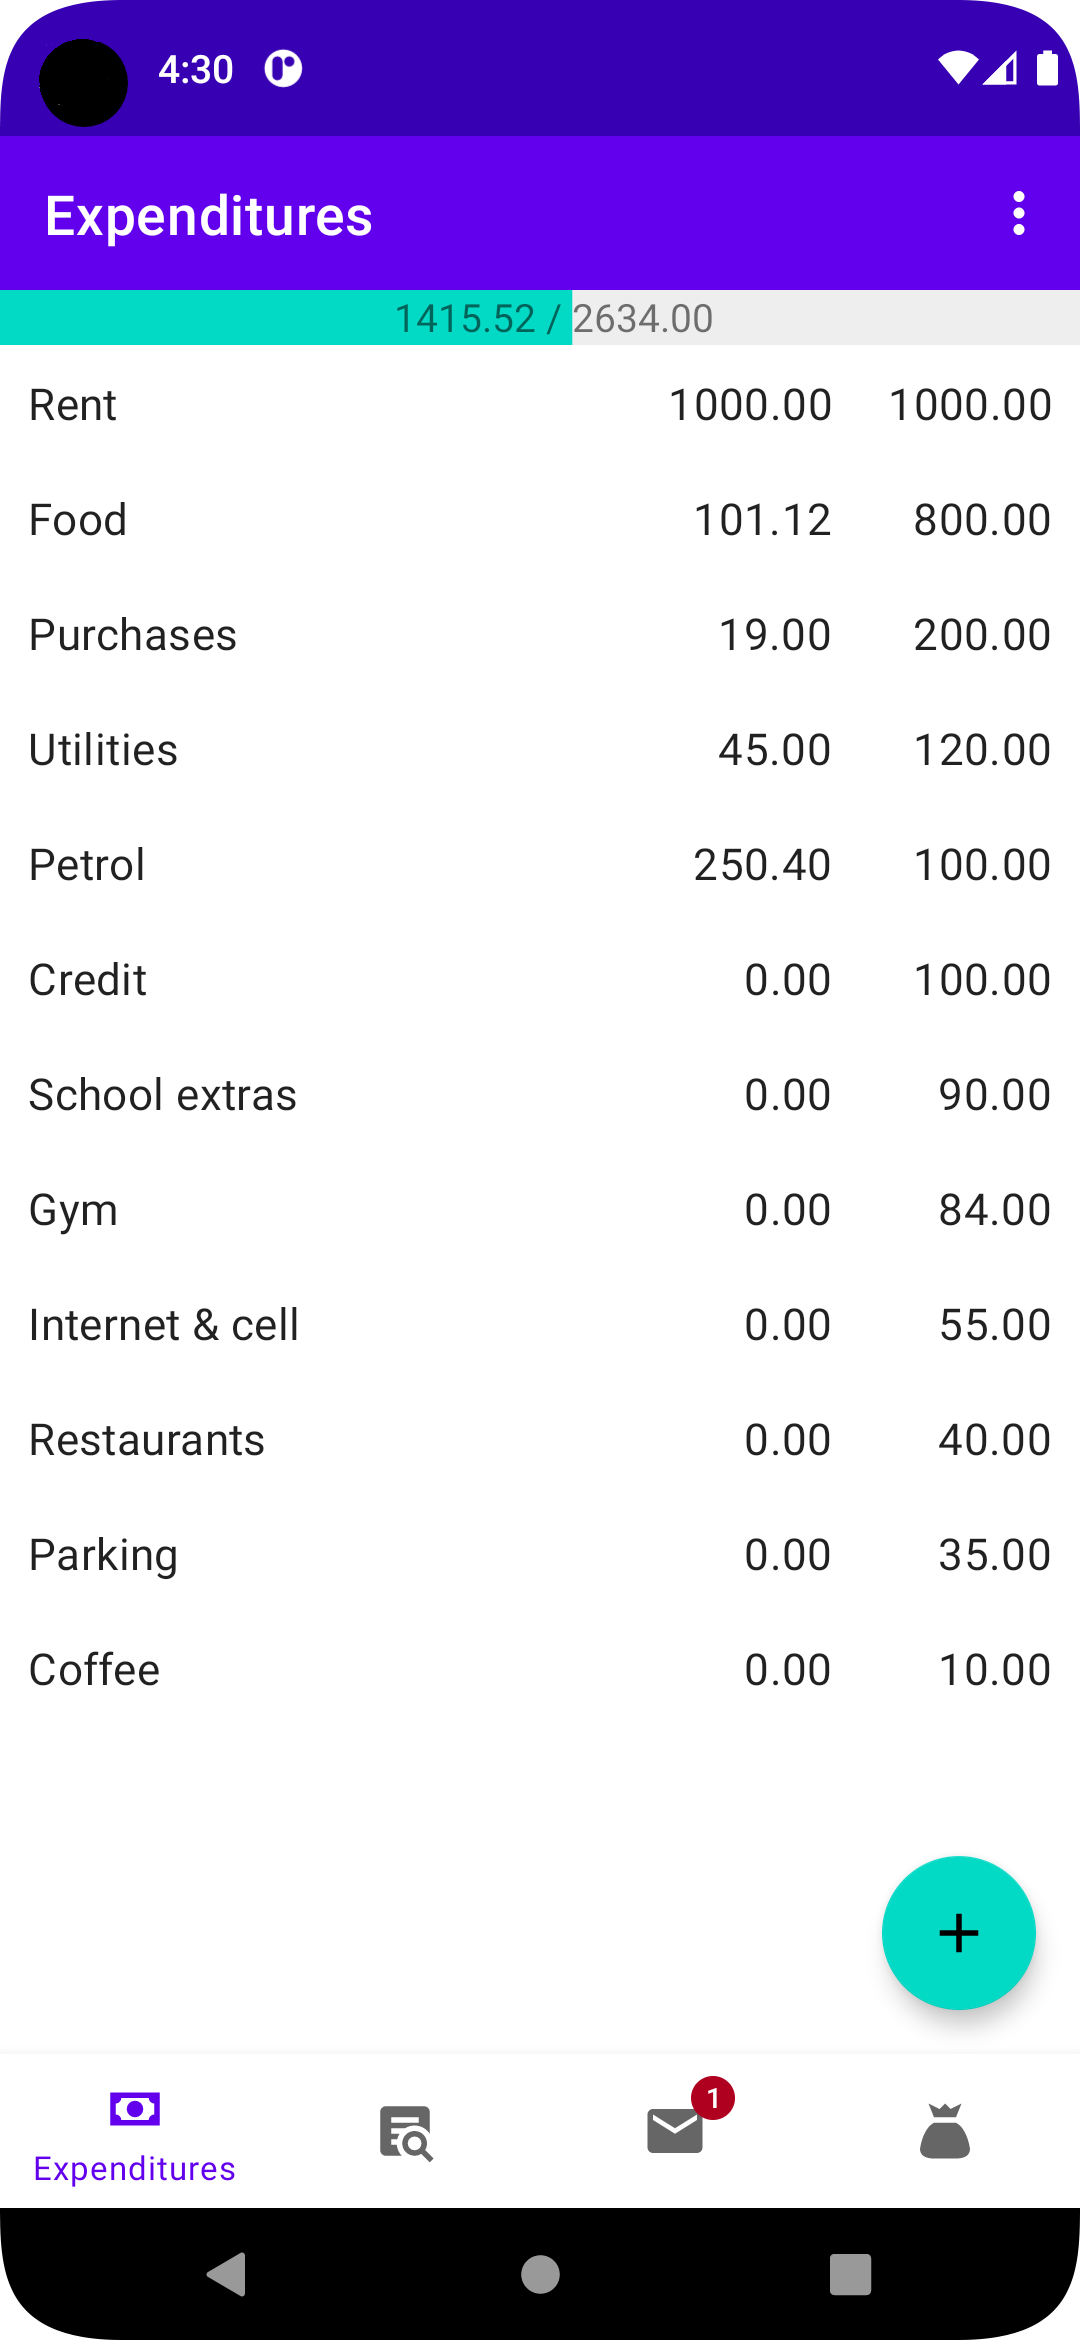 4:30
Expenditures
1415.52 / 2634.00
Rent 1000.00 1000.00
Food 101.12 800.00
Purchases 19.00 200.00
Utilities 45.00 120.00
Petrol 250.40 100.00
Credit 0.00 100.00
School extras 0.00 90.00
Gym 0.00 84.00
Internet & cell 0.00 55.00
Restaurants 0.00 40.00
Parking 0.00 35.00
Coffee 0.00 10.00
1
Expenditures